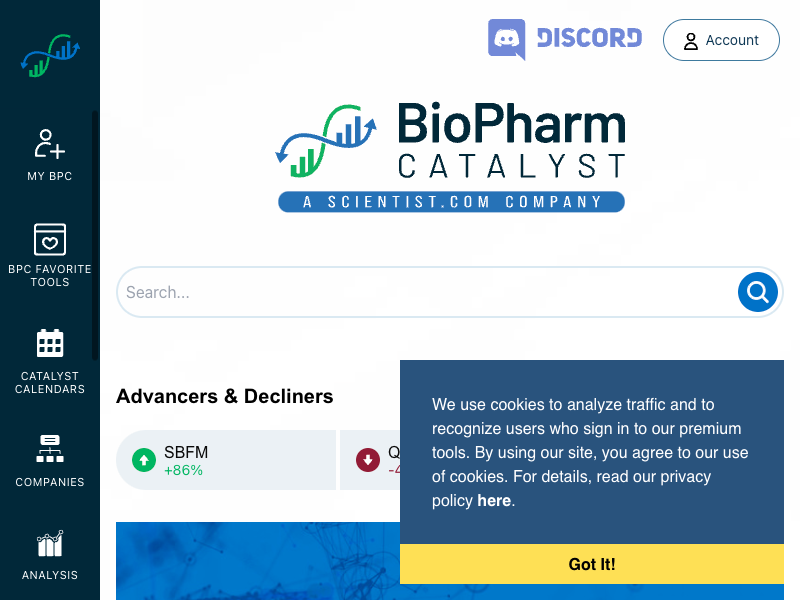 MY BPC
BPC FAVORITE
TOOLS
CATALYST
CALENDARS
COMPANIES
ANALYSIS
DISCORD
Account
BioPharm
CATALYST
A SCIENTIST.COM COMPANY
Search...
Advancers & Decliners
SBFM
+86%
We use cookies to analyze traffic and to
recognize users who sign in to our premium
tools. By using our site, you agree to our use
of cookies. For details, read our privacy
policy here.
Got It!